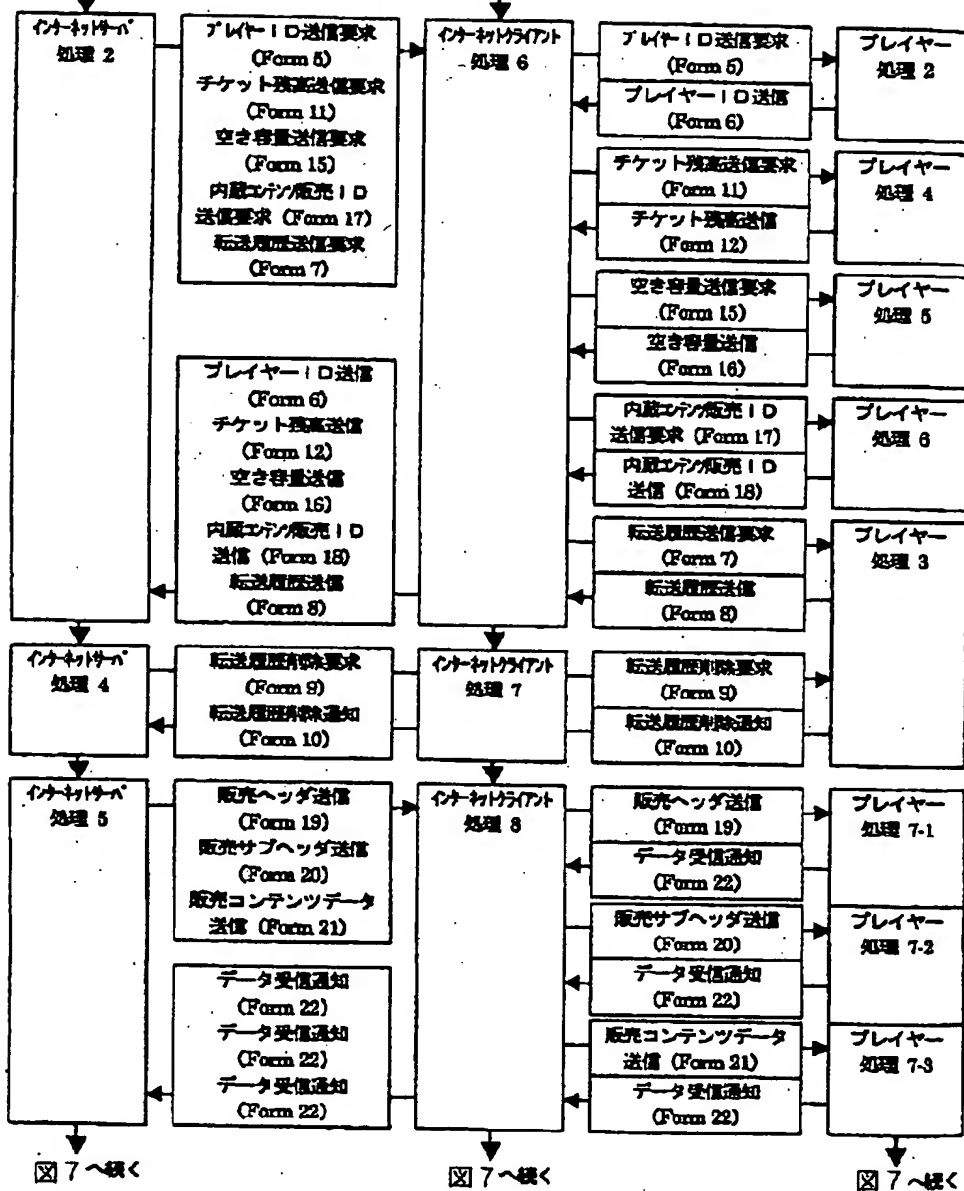 インターネットサーバ
処理 2
プレイヤーID送信要求
(Form 5)
チケット残高送信要求
(Form 11)
空き容量送信要求
(Form 15)
内蔵コンテンツ販売ID
送信要求 (Form 17)
転送履歴送信要求
(Form 7)
プレイヤーID送信
(Form 6)
チケット残高送信
(Form 12)
空き容量送信
(Form 16)
内蔵コンテンツ販売ID
送信 (Form 18)
転送履歴送信
(Form 8)
インターネットクライアント
処理 6
プレイヤーID送信要求
(Form 5)
プレイヤーID送信
(Form 6)
チケット残高送信要求
(Form 11)
チケット残高送信
(Form 12)
空き容量送信要求
(Form 15)
空き容量送信
(Form 16)
内蔵コンテンツ販売ID
送信要求 (Form 17)
内蔵コンテンツ販売ID
送信 (Form 18)
転送履歴送信要求
(Form 7)
転送履歴送信
(Form 8)
プレイヤー
処理 2
プレイヤー
処理 4
プレイヤー
処理 5
プレイヤー
処理 6
プレイヤー
処理 3
インターネットサーバ
処理 4
転送履歴削除要求
(Form 9)
転送履歴削除通知
(Form 10)
インターネットクライアント
処理 7
転送履歴削除要求
(Form 9)
転送履歴削除通知
(Form 10)
インターネットサーバ
処理 5
販売ヘッダ送信
(Form 19)
販売サブヘッダ送信
(Form 20)
販売コンテンツデータ
送信 (Form 21)
データ受信通知
(Form 22)
データ受信通知
(Form 22)
データ受信通知
(Form 22)
インターネットクライアント
処理 8
販売ヘッダ送信
(Form 19)
データ受信通知
(Form 22)
販売サブヘッダ送信
(Form 20)
データ受信通知
(Form 22)
販売コンテンツデータ
送信 (Form 21)
データ受信通知
(Form 22)
プレイヤー
処理 7-1
プレイヤー
処理 7-2
プレイヤー
処理 7-3
図7へ続く
図7へ続く
図7へ続く